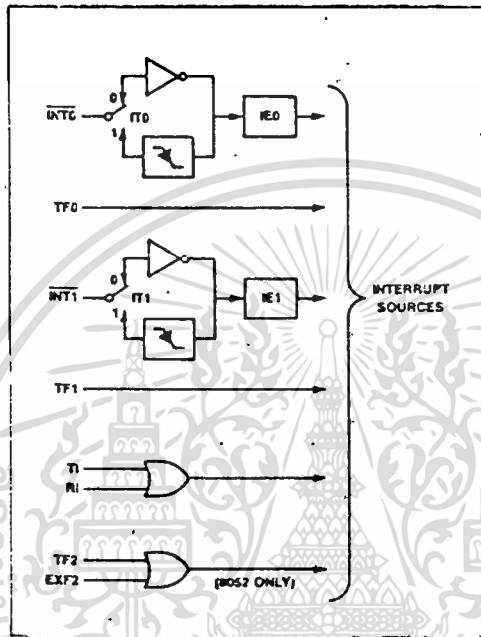 0
INT0
IT0
IE0
1
TF0
0
INT1
IT1
IE1
1
INTERRUPT
SOURCES
TF1
TI
RI
TF2
EXF2
(8052 ONLY)